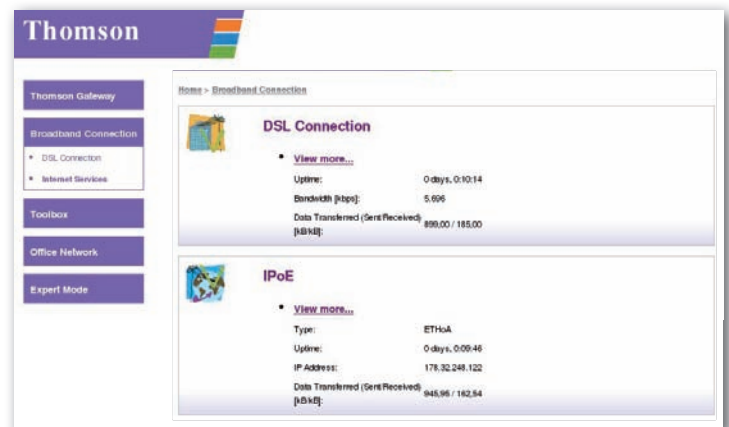 Thomson
Thomson Gateway
Broadband Connection
DSL Connection
Internet Services
Toolbox
Office Network
Expert Mode
Home > Broadband Connection
DSL Connection
View more...
Uptime: 0 days, 0:10:14
Bandwidth [kbps]: 5.696
Data Transferred (Sent/Received) [kB/kB]: 899,00 / 185,00
IPoE
View more...
Type: ETHoA
Uptime: 0 days, 0:09:46
IP Address: 178.32.248.122
Data Transferred (Sent/Received) [kB/kB]: 945,95 / 162,54